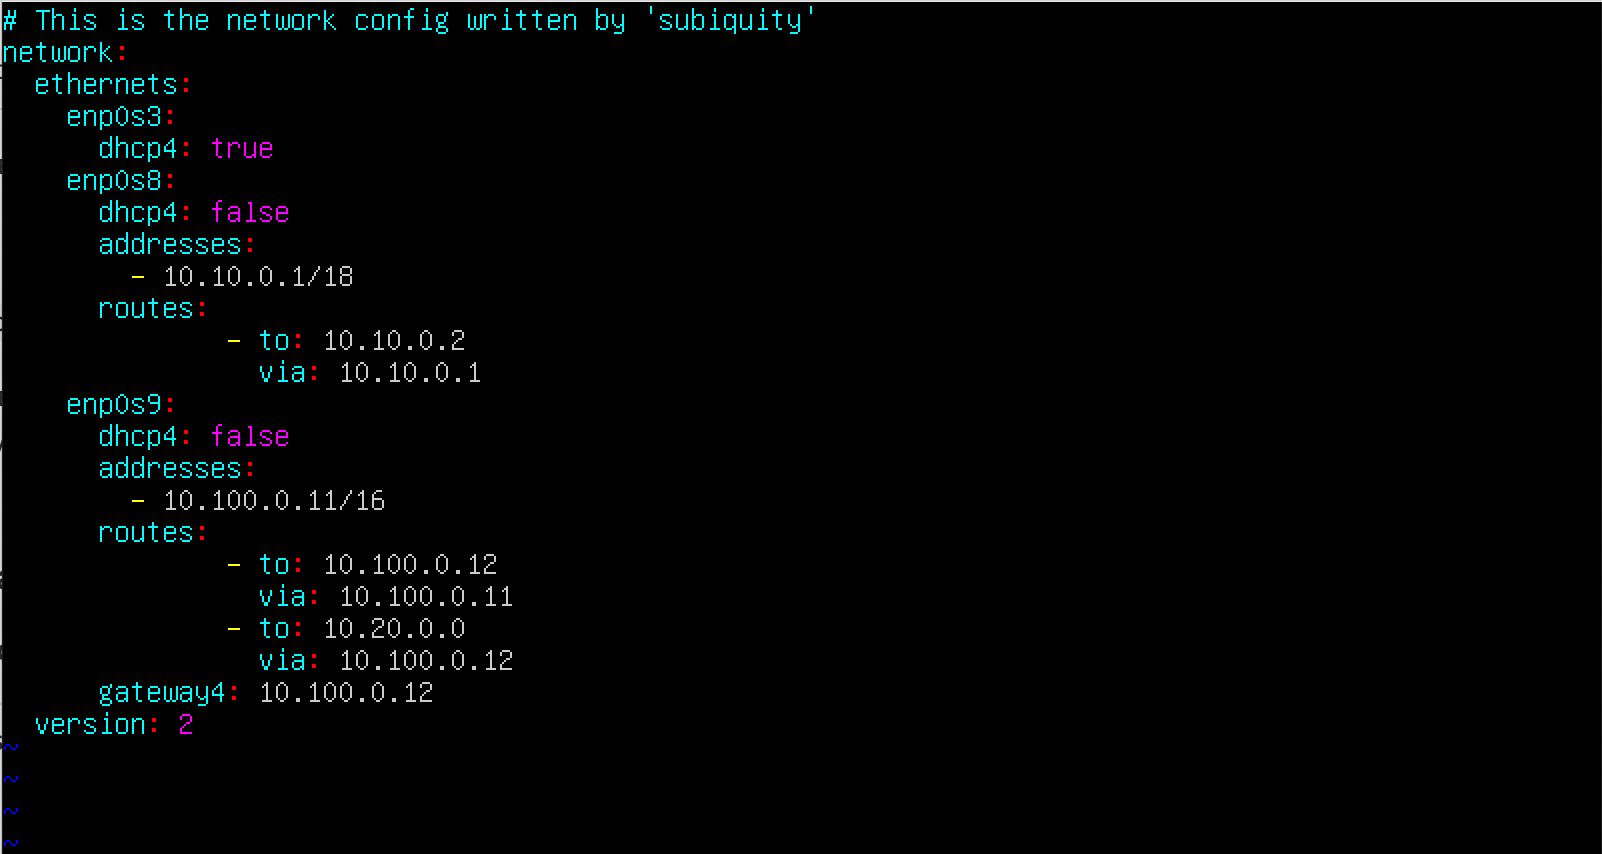 # This is the network config written by 'subiquity'
network:
  ethernets:
    enp0s3:
      dhcp4: true
    enp0s8:
      dhcp4: false
      addresses:
        - 10.10.0.1/18
      routes:
              - to: 10.10.0.2
                via: 10.10.0.1
    enp0s9:
      dhcp4: false
      addresses:
        - 10.100.0.11/16
      routes:
              - to: 10.100.0.12
                via: 10.100.0.11
              - to: 10.20.0.0
                via: 10.100.0.12
      gateway4: 10.100.0.12
  version: 2
~
~
~
~